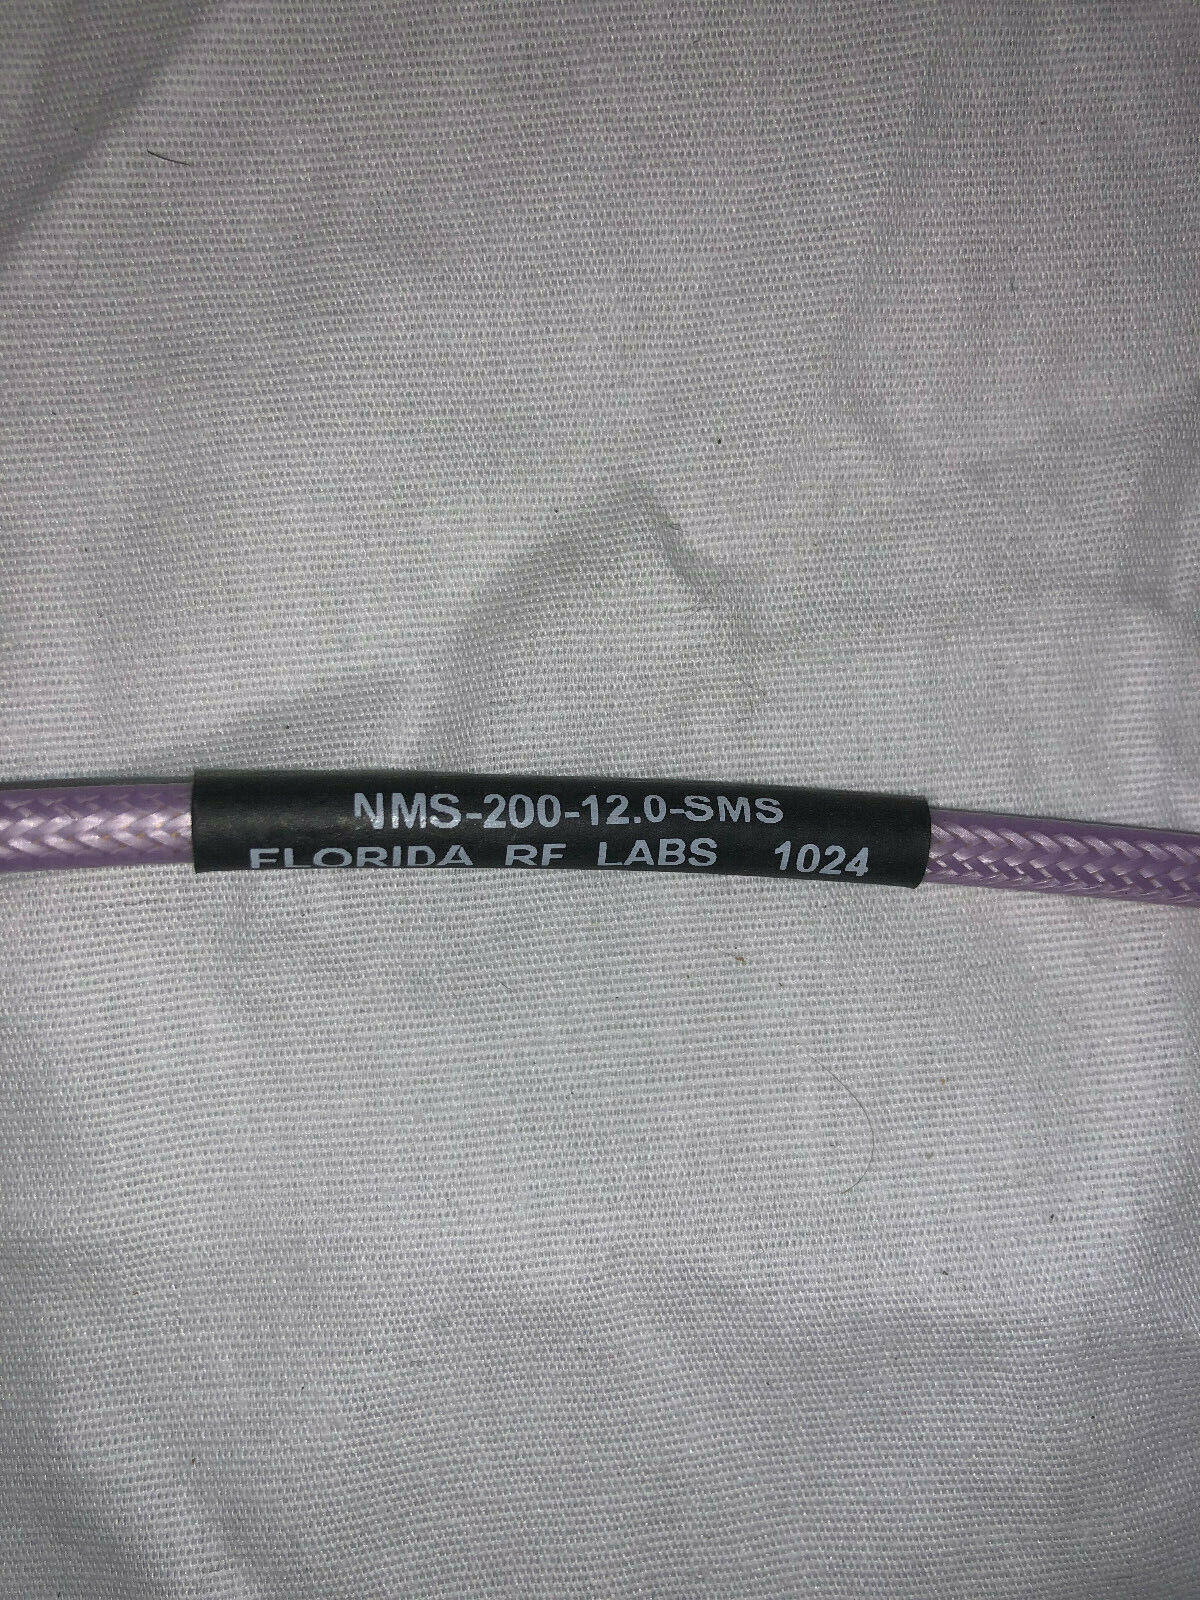 NMS-200-12.0-SMS
FLORIDA RF LABS 1024